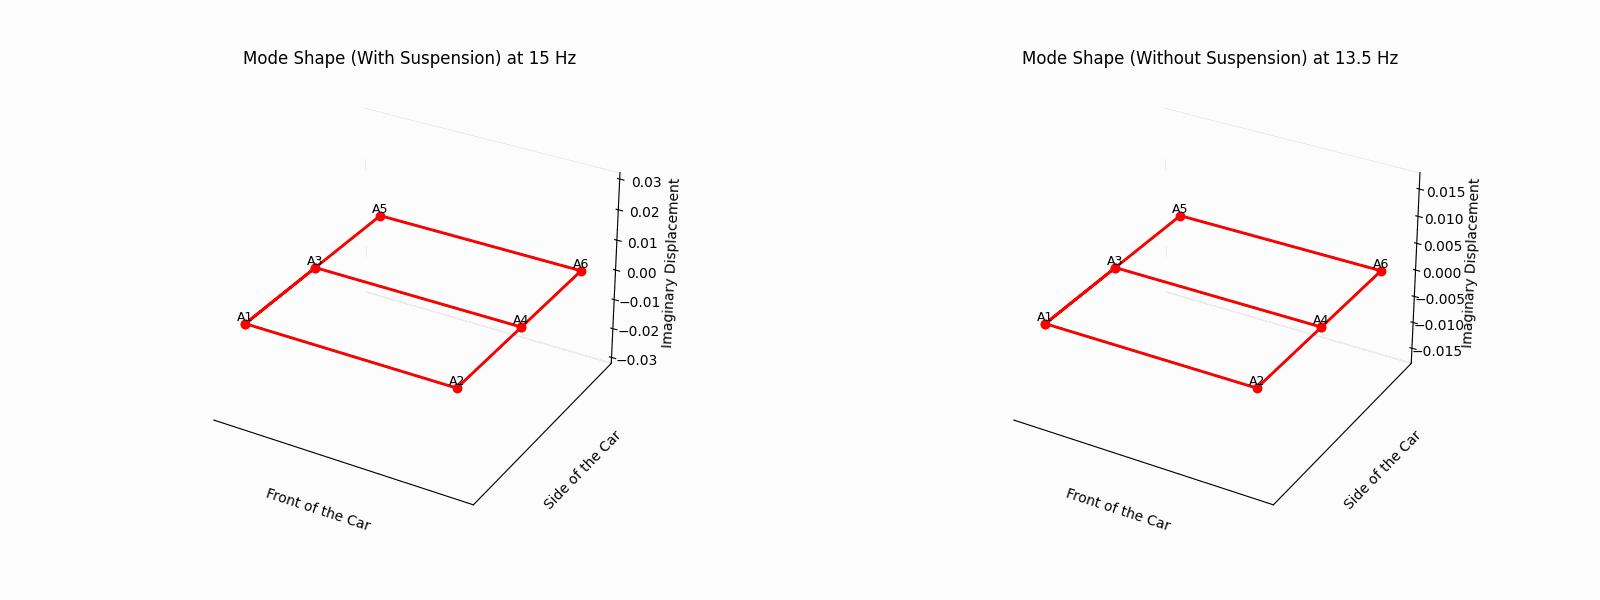 Mode Shape (With Suspension) at 15 Hz
A5
A3
A6
A1
A4
A2
0.03
0.02
0.01
0.00
−0.01
−0.02
−0.03
Imaginary Displacement
Front of the Car
Side of the Car
Mode Shape (Without Suspension) at 13.5 Hz
A5
A3
A6
A1
A4
A2
0.015
0.010
0.005
0.000
−0.005
−0.010
−0.015
Imaginary Displacement
Front of the Car
Side of the Car